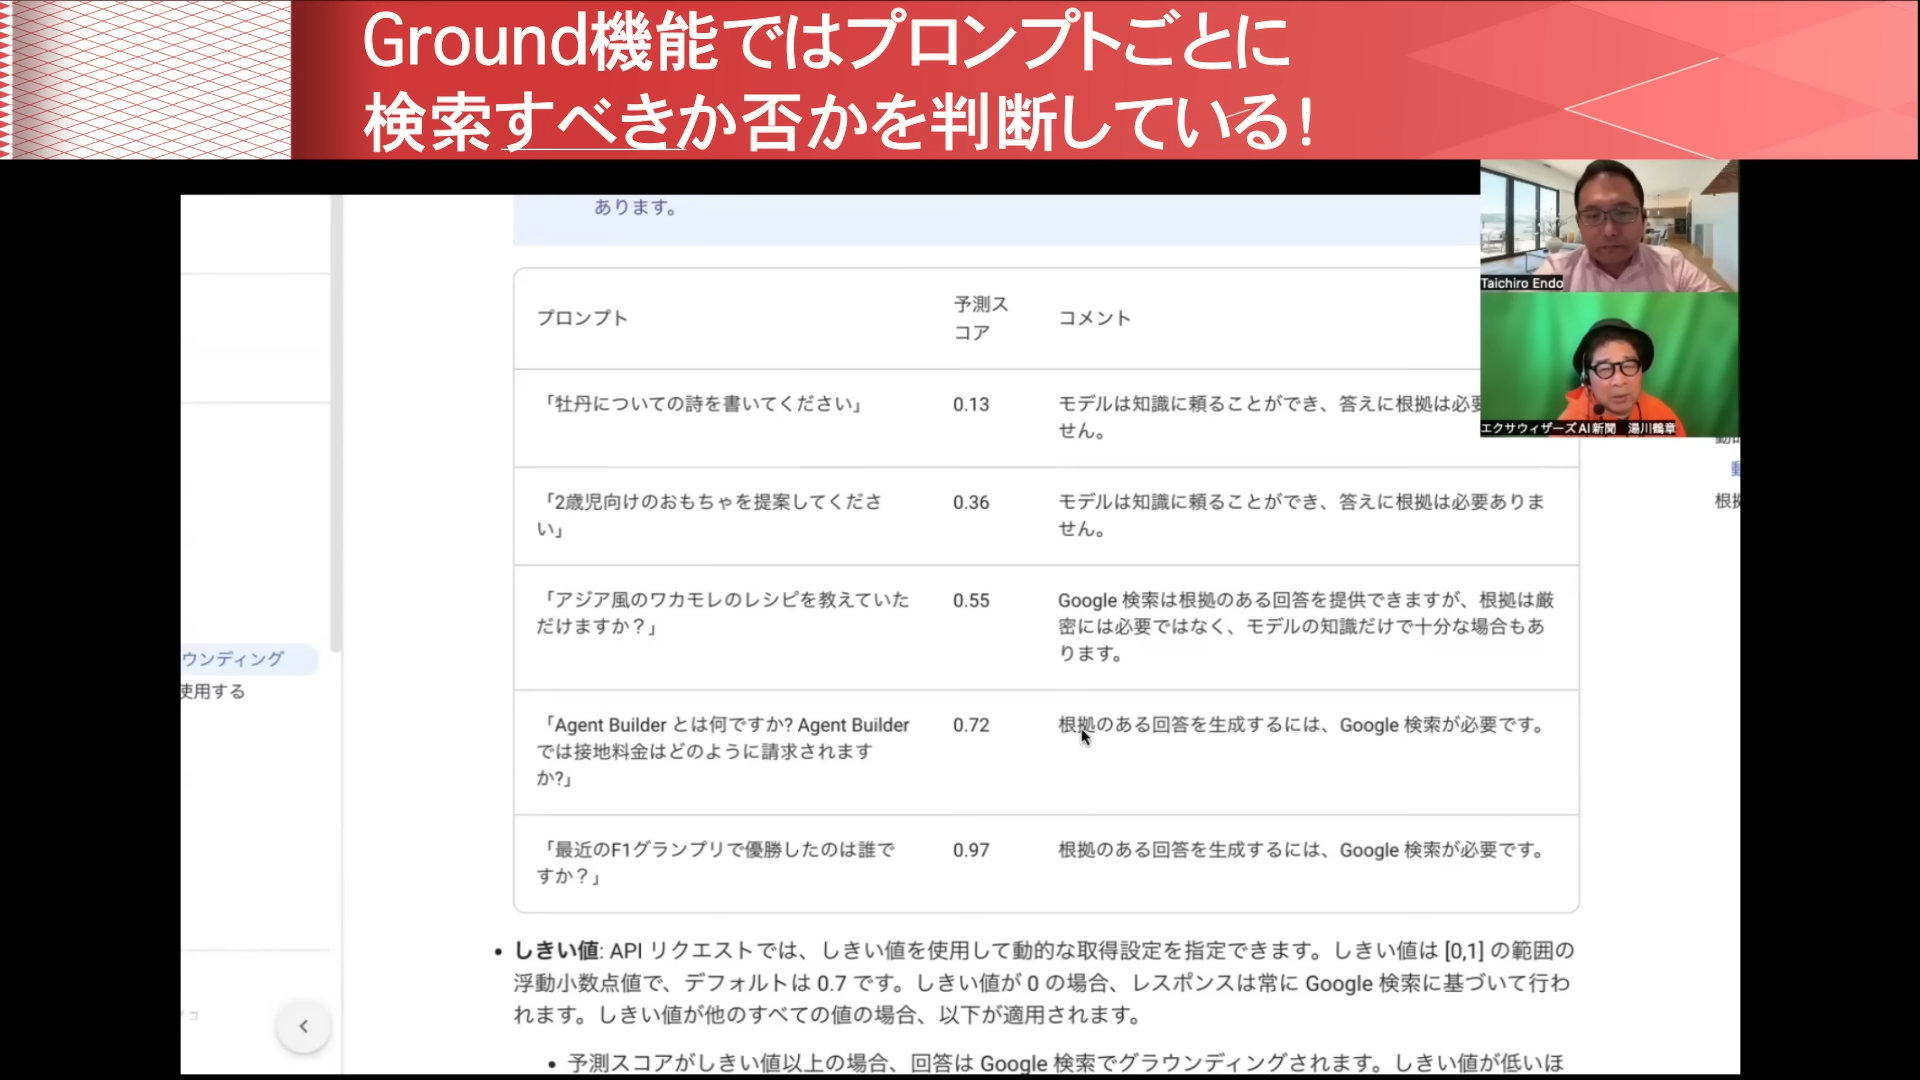 Ground機能ではプロンプトごとに
検索すべきか否かを判断している!
あります。
プロンプト
予測ス
コア
コメント
「牡丹についての詩を書いてください」
0.13
モデルは知識に頼ることができ、答えに根拠は必要
せん。
「2歳児向けのおもちゃを提案してくださ
い」
0.36
モデルは知識に頼ることができ、答えに根拠は必要ありま
せん。
「アジア風のワカモレのレシピを教えていた
だけますか？」
0.55
Google 検索は根拠のある回答を提供できますが、根拠は厳
密には必要ではなく、モデルの知識だけで十分な場合もあ
ります。
「Agent Builder とは何ですか? Agent Builder
では接地料金はどのように請求されます
か?」
0.72
根拠のある回答を生成するには、Google 検索が必要です。
「最近のF1グランプリで優勝したのは誰で
すか？」
0.97
根拠のある回答を生成するには、Google 検索が必要です。
• しきい値: API リクエストでは、しきい値を使用して動的な取得設定を指定できます。しきい値は [0,1] の範囲の
浮動小数点値で、デフォルトは 0.7 です。しきい値が 0 の場合、レスポンスは常に Google 検索に基づいて行わ
れます。しきい値が他のすべての値の場合、以下が適用されます。
• 予測スコアがしきい値以上の場合、回答は Google 検索でグラウンディングされます。しきい値が低いほ
ウンディング
使用する
Taichiro Endo
エクサウィザーズAI新聞 湯川鶴章
根拠